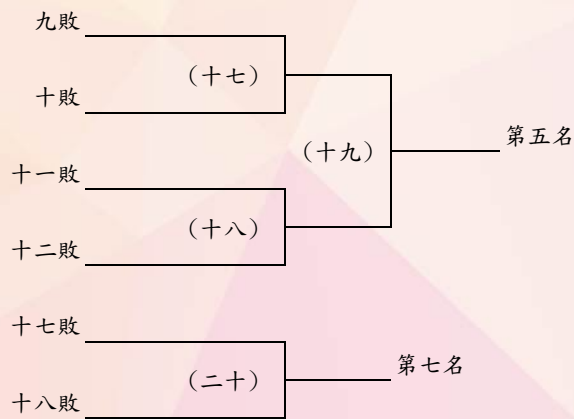 九敗
（十七）
十敗
（十九）
第五名
十一敗
（十八）
十二敗
十七敗
（二十）
第七名
十八敗